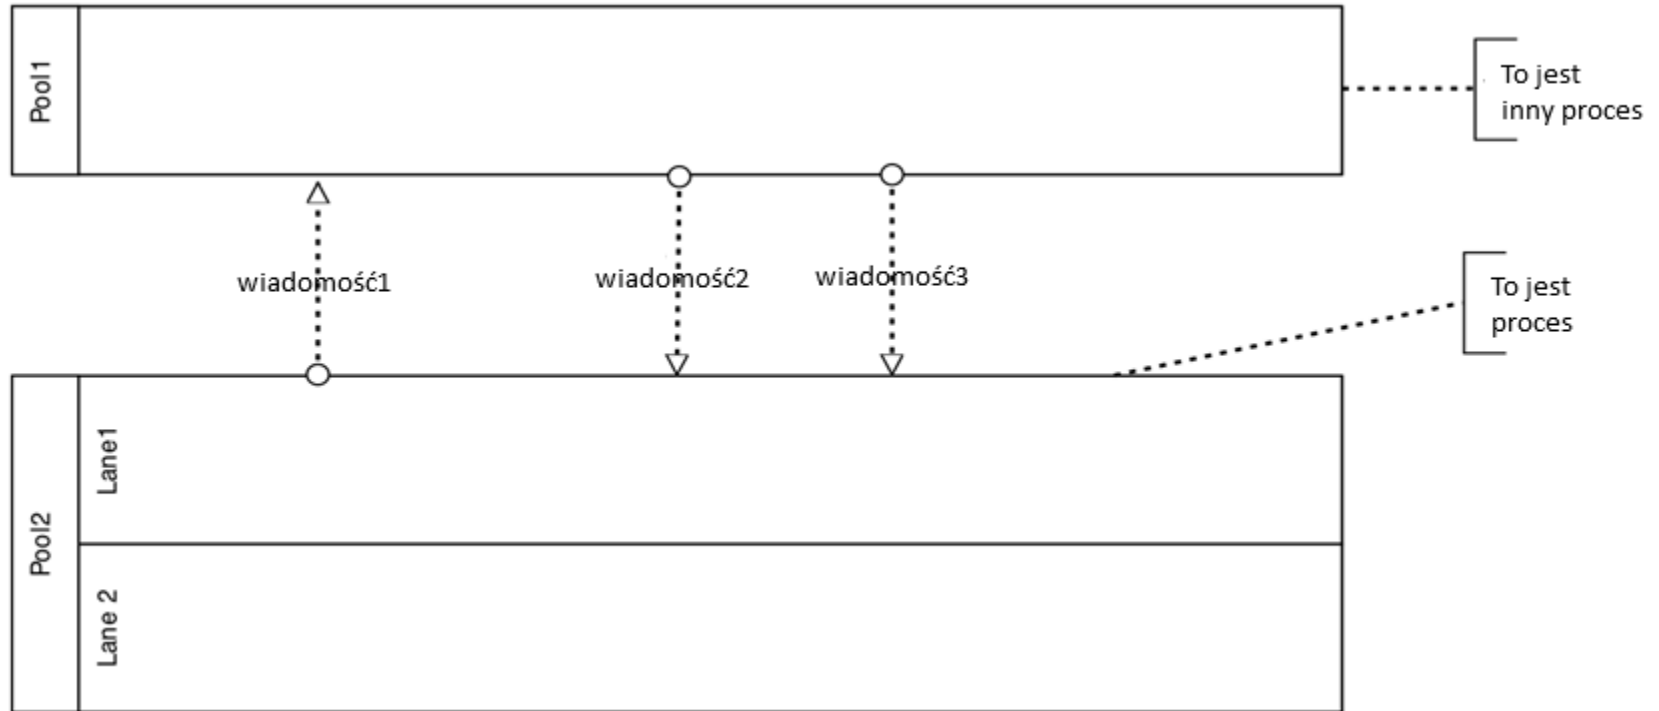 Pool1
To jest
inny proces
wiadomość1
wiadomość2
wiadomość3
To jest
proces
Pool2
Lane1
Lane 2